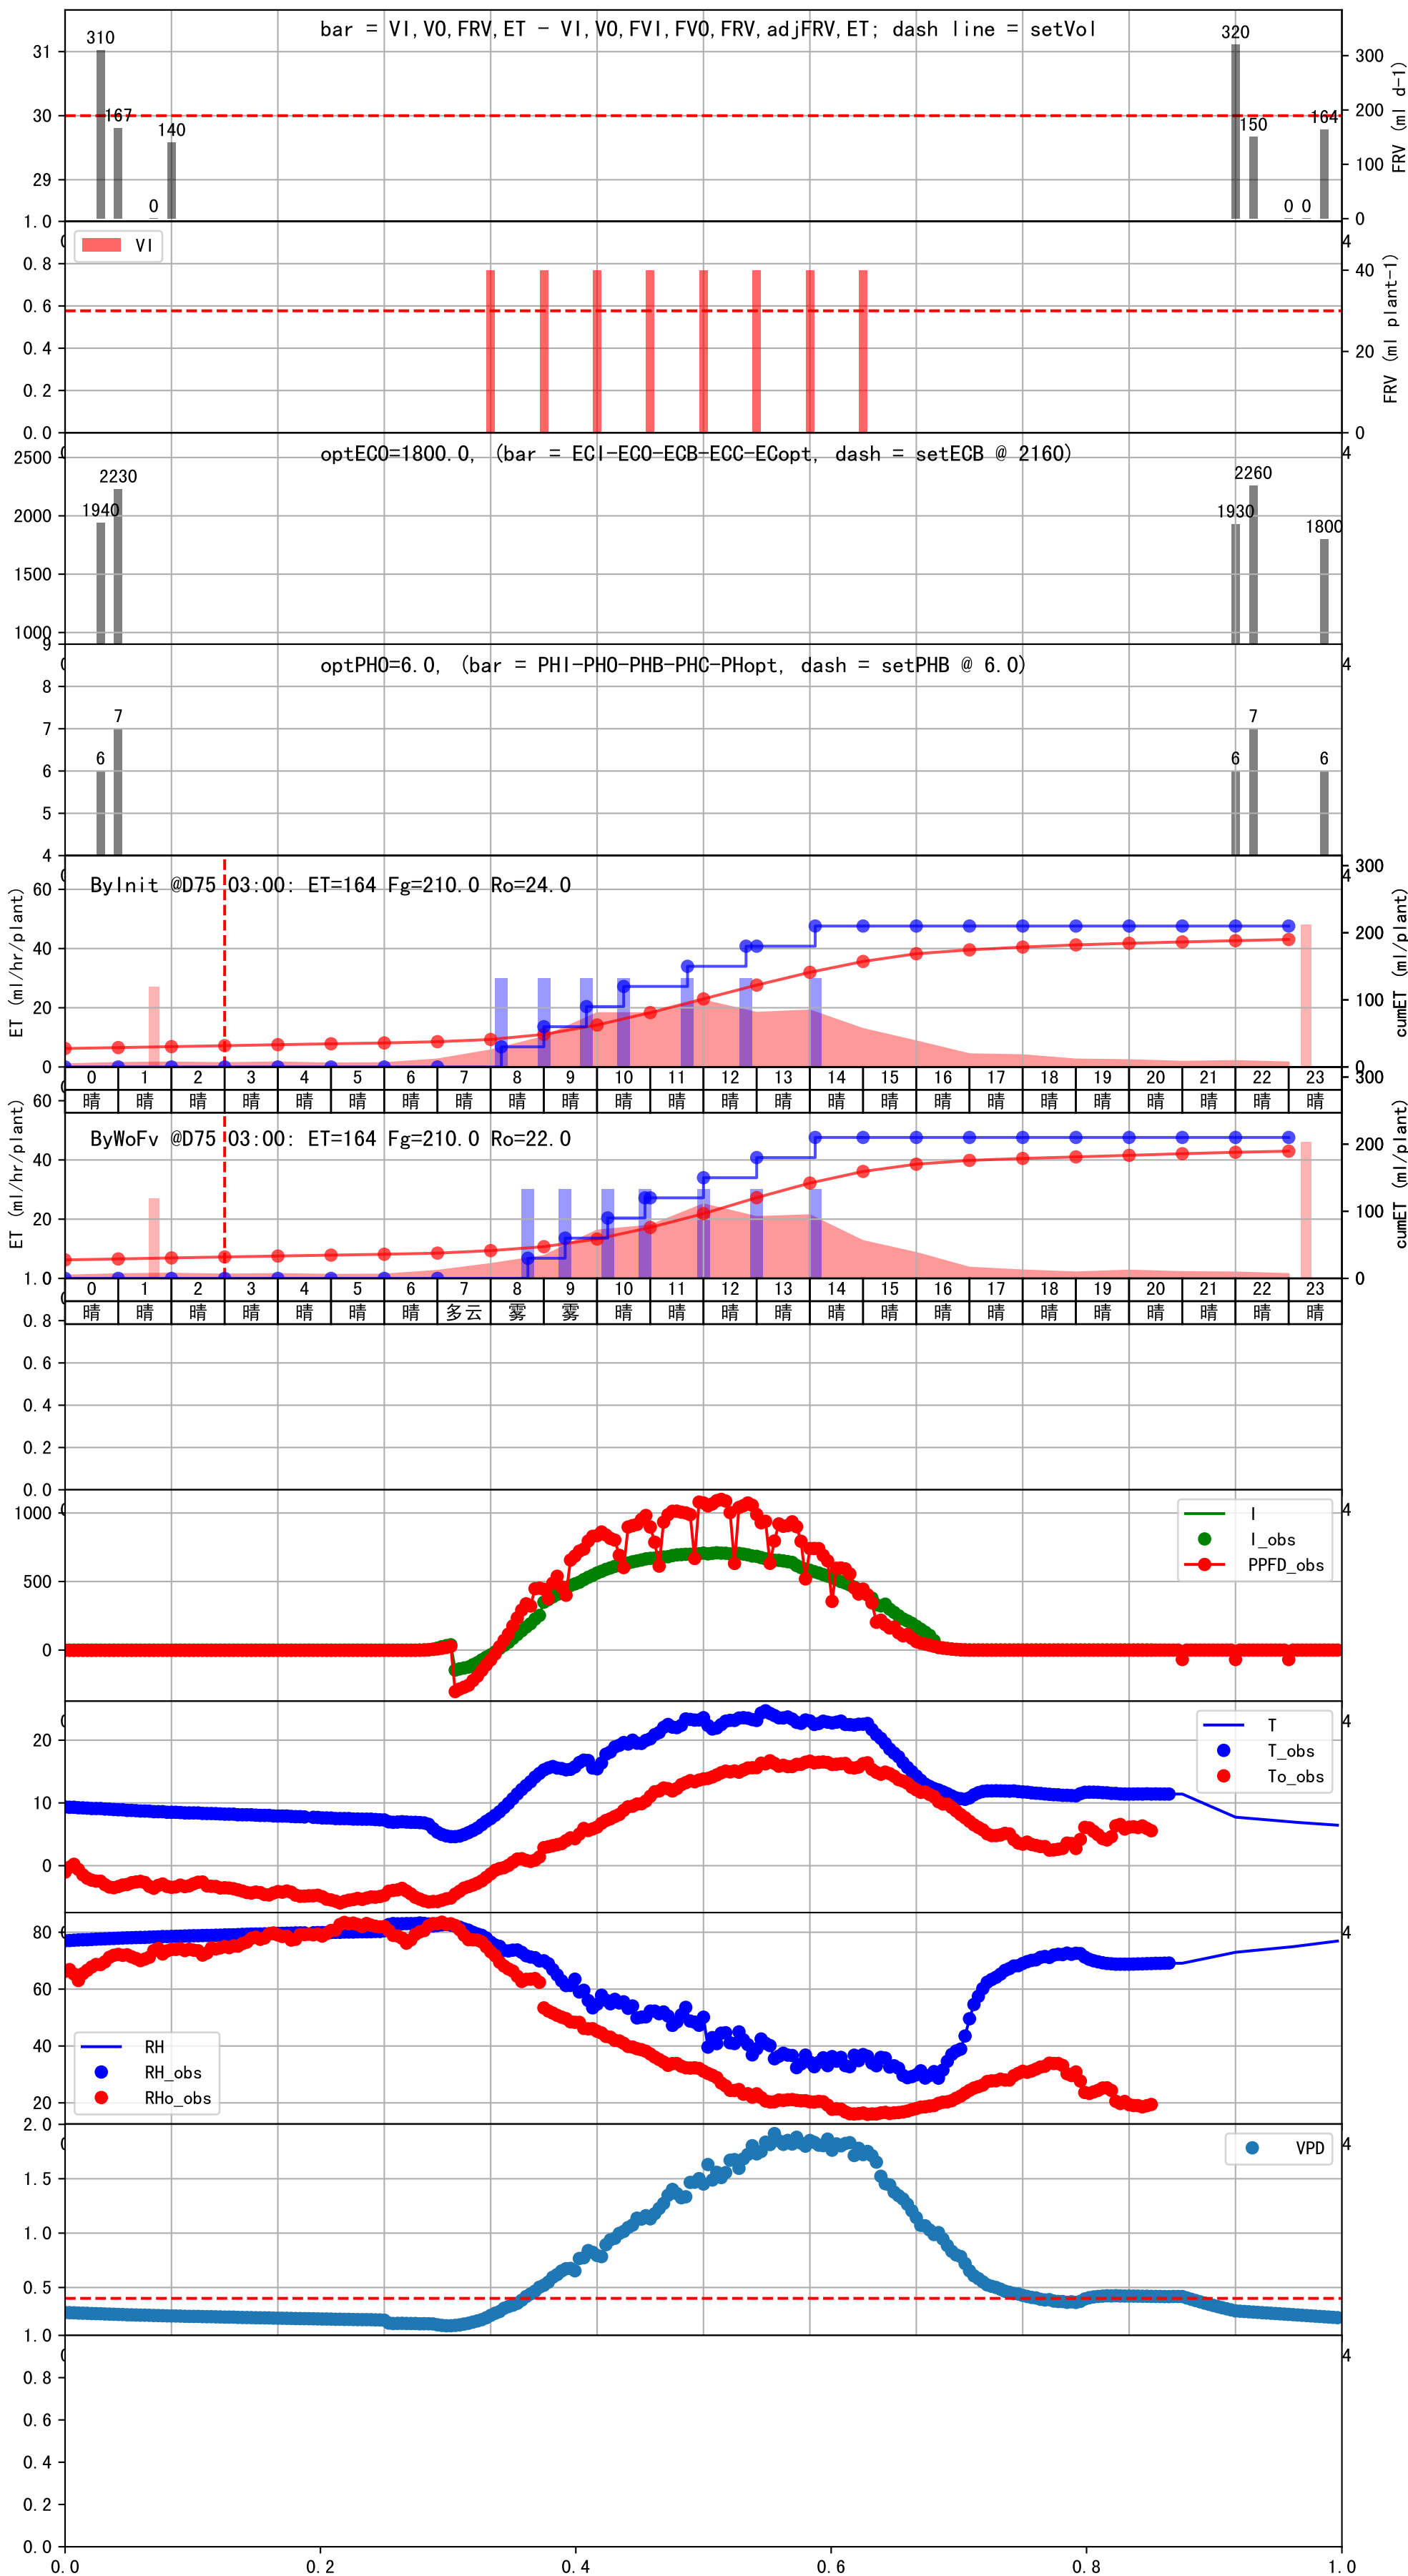 bar = VI,VO,FRV,ET - VI,VO,FVI,FVO,FRV,adjFRV,ET; dash line = setVol
310 167 0 140 320 150 0 0 164
31 30 29
300 200 100 0
FRV (ml d-1)
1.0 0.8 0.6 0.4 0.2 0.0
VI
4
40 20 0
FRV (ml plant-1)
optECO=1800.0, (bar = ECI-ECO-ECB-ECC-ECopt, dash = setECB @ 2160)
2500 2000 1500 1000
1940 2230 1930 2260 1800
4
optPHO=6.0, (bar = PHI-PHO-PHB-PHC-PHopt, dash = setPHB @ 6.0)
9 8 7 6 5 4
6 7 6 7 6
4
ByInit @D75 03:00: ET=164 Fg=210.0 Ro=24.0
ET (ml/hr/plant)
60 40 20 0
300 200 100 0
4
cumET (ml/plant)
0 1 2 3 4 5 6 7 8 9 10 11 12 13 14 15 16 17 18 19 20 21 22 23
晴 晴 晴 晴 晴 晴 晴 晴 晴 晴 晴 晴 晴 晴 晴 晴 晴 晴 晴 晴 晴 晴 晴 晴
ByWoFv @D75 03:00: ET=164 Fg=210.0 Ro=22.0
ET (ml/hr/plant)
60 40 20
300 200 100 0
cumET (ml/plant)
0 1 2 3 4 5 6 7 8 9 10 11 12 13 14 15 16 17 18 19 20 21 22 23
晴 晴 晴 晴 晴 晴 晴 多云 雾 雾 晴 晴 晴 晴 晴 晴 晴 晴 晴 晴 晴 晴 晴 晴
1.0 0.8 0.6 0.4 0.2 0.0
1000 500 0
4
I
I_obs
PPFD_obs
20 10 0
4
T
T_obs
To_obs
80 60 40 20
4
RH
RH_obs
RHo_obs
2.0 1.5 1.0 0.5
4
VPD
1.0 0.8 0.6 0.4 0.2 0.0
4
0.0 0.2 0.4 0.6 0.8 1.0